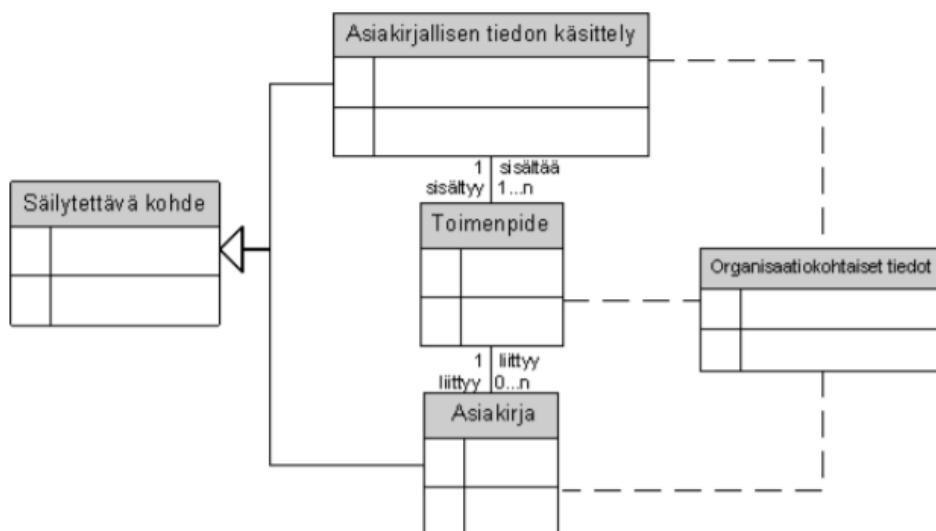 Asiakirjallisen tiedon käsittely
1 sisältää
sisältyy 1...n
Säilytettävä kohde
Toimenpide
Organisaatiokohtaiset tiedot
1 liittyy
liittyy 0...n
Asiakirja